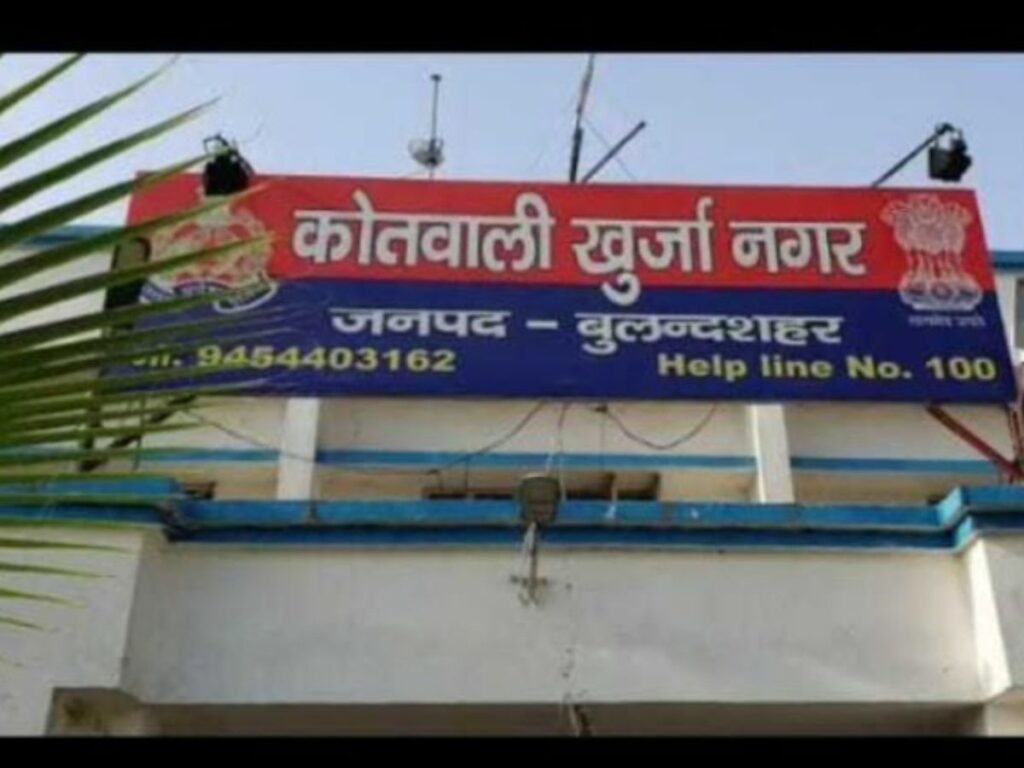 कोतवाली खुर्जा नगर
जनपद - बुलन्दशहर
9454403162 Help line No. 100